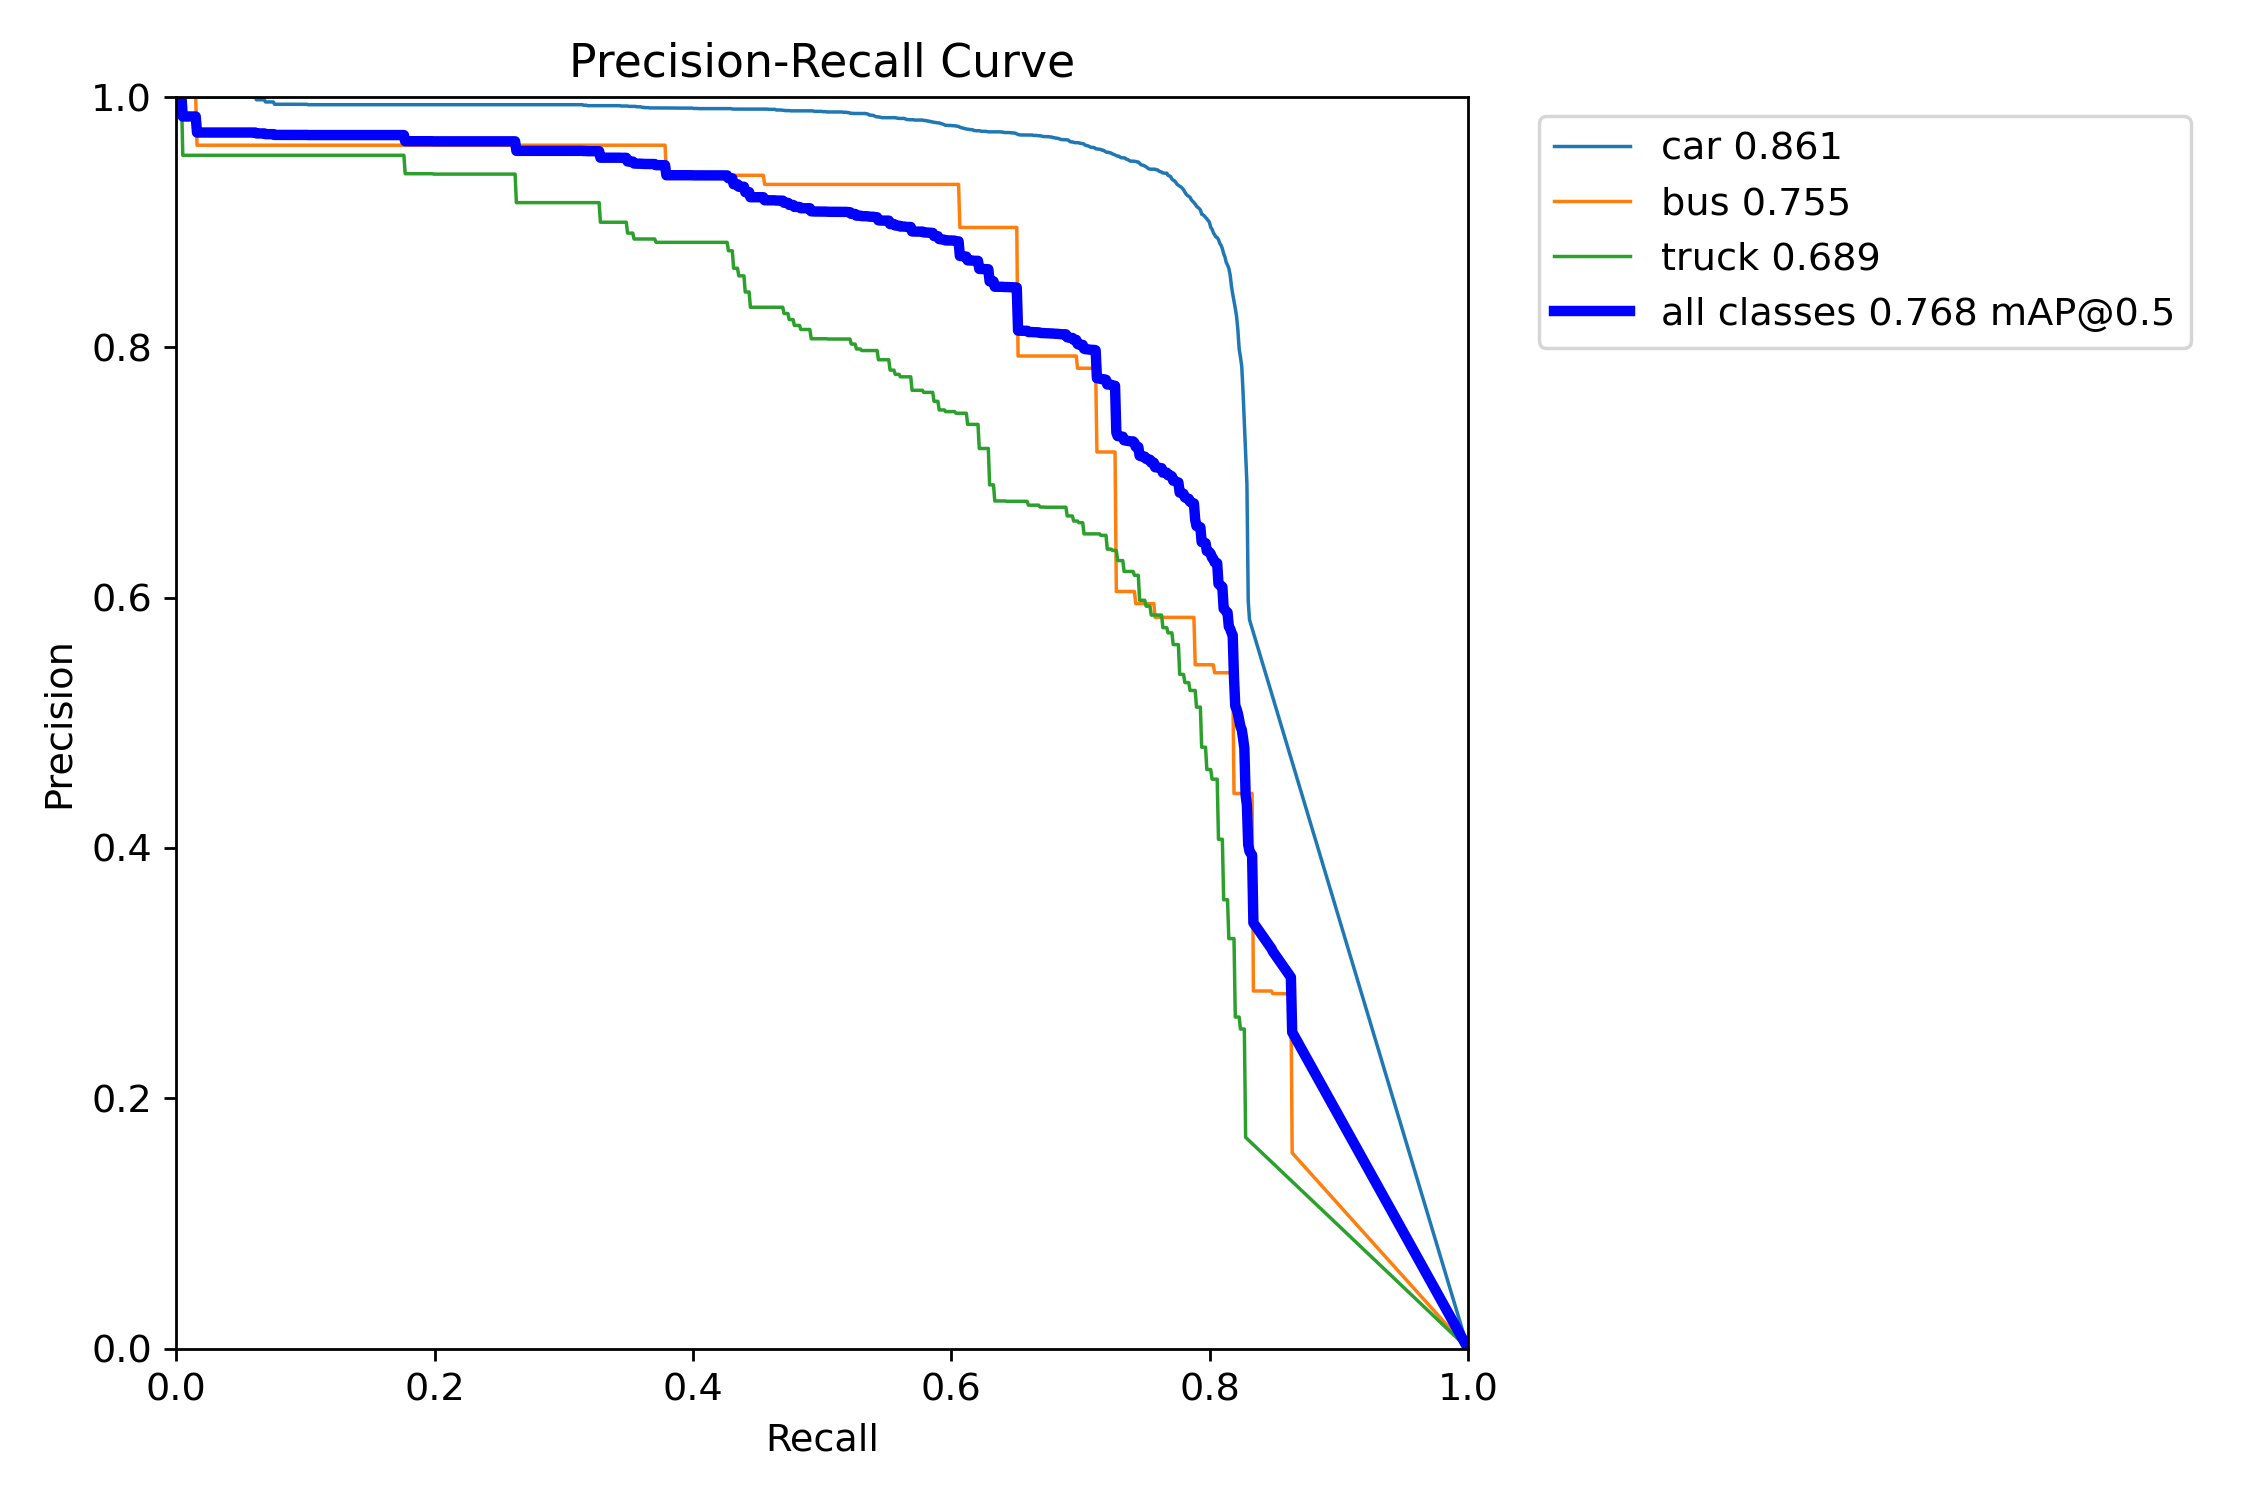 Precision-Recall Curve
1.0
0.8
0.6
0.4
0.2
0.0
Precision
0.0 0.2 0.4 0.6 0.8 1.0
Recall
car 0.861
bus 0.755
truck 0.689
all classes 0.768 mAP@0.5